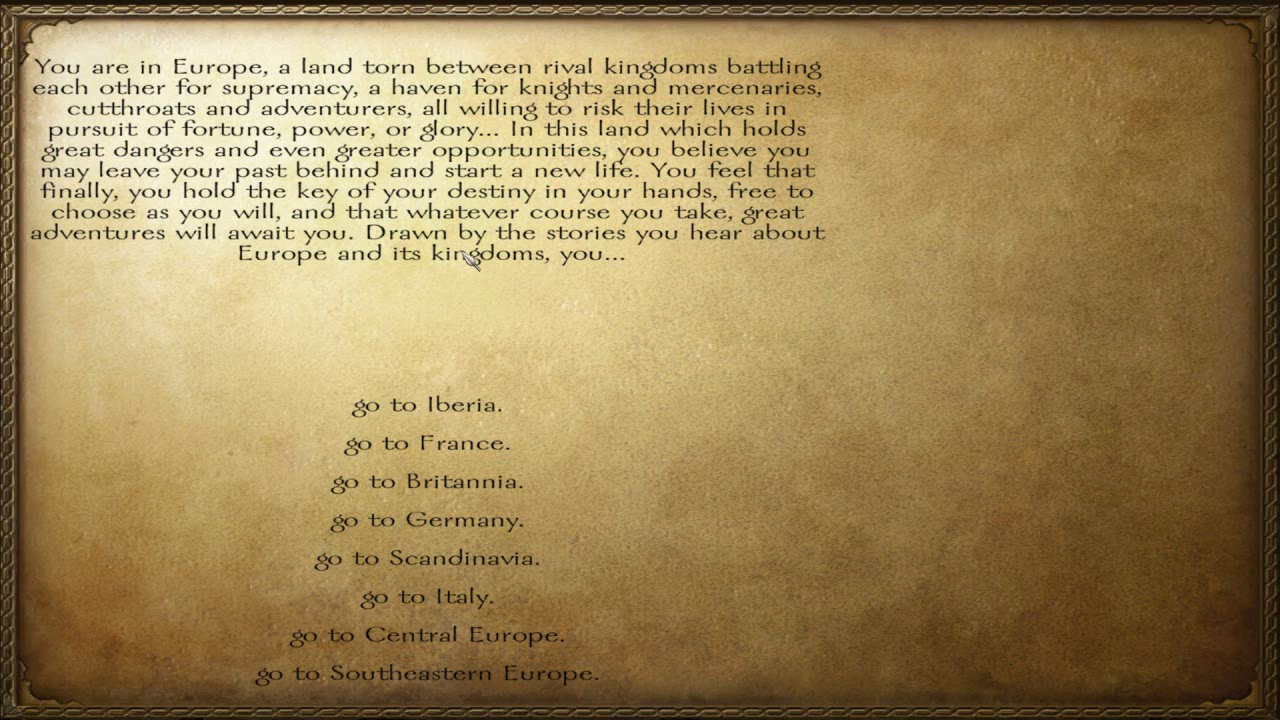 You are in Europe, a land torn between rival kingdoms battling
each other for supremacy, a haven for knights and mercenaries,
cutthroats and adventurers, all willing to risk their lives in
pursuit of fortune, power, or glory... In this land which holds
great dangers and even greater opportunities, you believe you
may leave your past behind and start a new life. You feel that
finally, you hold the key of your destiny in your hands, free to
choose as you will, and that whatever course you take, great
adventures will await you. Drawn by the stories you hear about
Europe and its kingdoms, you...
go to Iberia.
go to France.
go to Britannia.
go to Germany.
go to Scandinavia.
go to Italy.
go to Central Europe.
go to Southeastern Europe.